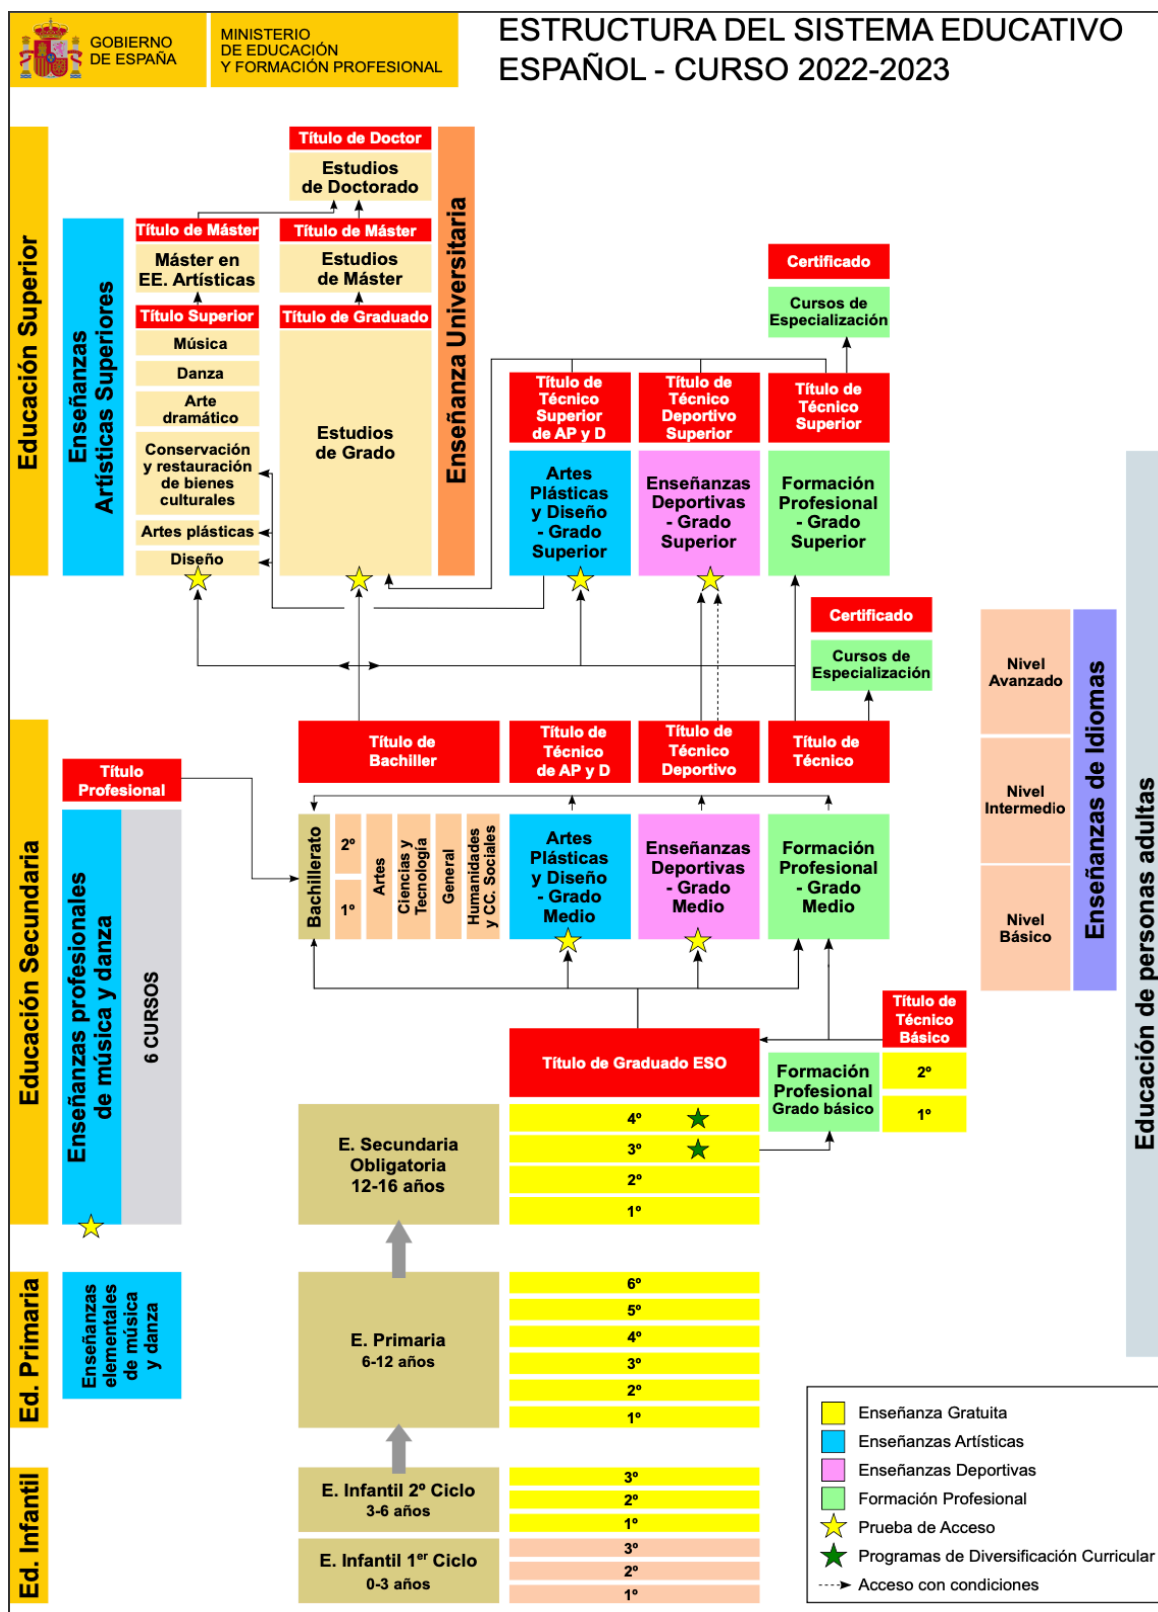 GOBIERNO
DE ESPAÑA
MINISTERIO
DE EDUCACIÓN
Y FORMACIÓN PROFESIONAL
ESTRUCTURA DEL SISTEMA EDUCATIVO
ESPAÑOL - CURSO 2022-2023
Educación Superior
Enseñanzas
Artísticas Superiores
Título de Doctor
Estudios
de Doctorado
Título de Máster
Máster en
EE. Artísticas
Título Superior
Música
Danza
Arte
dramático
Conservación
y restauración
de bienes
culturales
Artes plásticas
Diseño
Título de Máster
Estudios
de Máster
Título de Graduado
Estudios
de Grado
Enseñanza Universitaria
Título de
Técnico
Superior
de AP y D
Artes
Plásticas
y Diseño
- Grado
Superior
Título de
Técnico
Deportivo
Superior
Enseñanzas
Deportivas
- Grado
Superior
Certificado
Cursos de
Especialización
Título de
Técnico
Superior
Formación
Profesional
- Grado
Superior
Certificado
Cursos de
Especialización
Educación Secundaria
Título
Profesional
Enseñanzas profesionales
de música y danza
6 CURSOS
Título de
Bachiller
Bachillerato
2º
1º
Artes
Ciencias y
Tecnología
General
Humanidades
y CC. Sociales
Título de
Técnico
de AP y D
Artes
Plásticas
y Diseño
- Grado
Medio
Título de
Técnico
Deportivo
Enseñanzas
Deportivas
- Grado
Medio
Título de
Técnico
Formación
Profesional
- Grado
Medio
Nivel
Avanzado
Nivel
Intermedio
Nivel
Básico
Enseñanzas de Idiomas
Educación de personas adultas
Título de Graduado ESO
Título de
Técnico
Básico
Formación
Profesional
Grado básico
2º
1º
E. Secundaria
Obligatoria
12-16 años
4º
3º
2º
1º
Ed. Primaria
Enseñanzas
elementales
de música
y danza
E. Primaria
6-12 años
6º
5º
4º
3º
2º
1º
Ed. Infantil
E. Infantil 2º Ciclo
3-6 años
3º
2º
1º
E. Infantil 1er Ciclo
0-3 años
3º
2º
1º
Enseñanza Gratuita
Enseñanzas Artísticas
Enseñanzas Deportivas
Formación Profesional
Prueba de Acceso
Programas de Diversificación Curricular
Acceso con condiciones